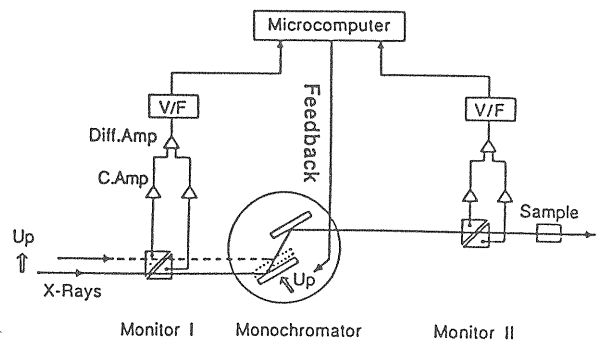 Microcomputer
V/F
V/F
Feedback
Diff.Amp
C.Amp
Sample
Up
Up
X-Rays
Monitor I
Monochromator
Monitor II